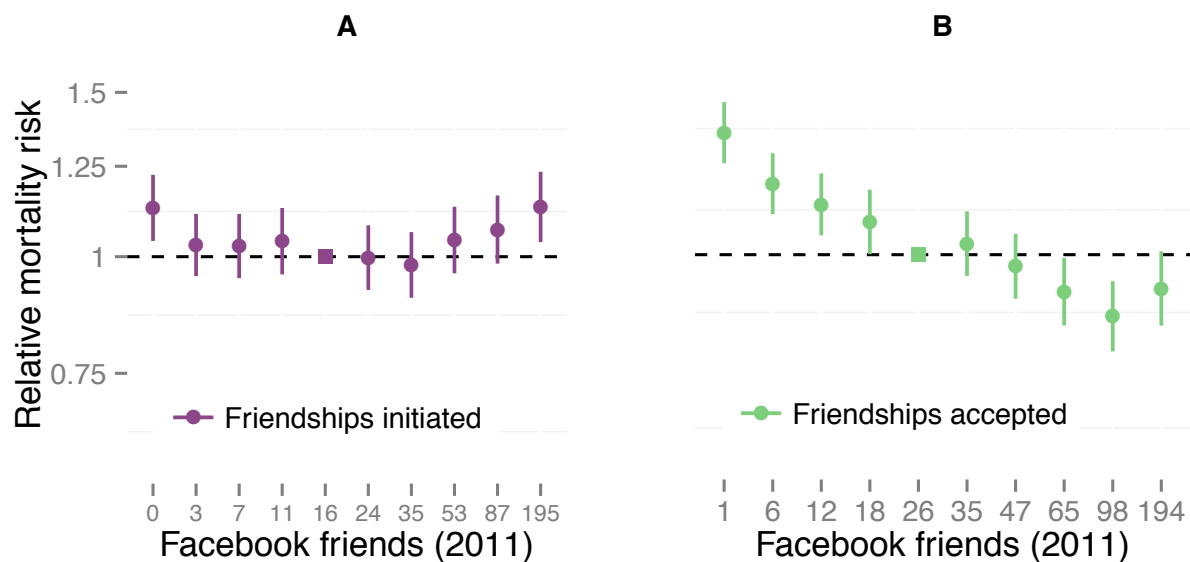 A
B
Relative mortality risk
1.5
1.25
1
0.75
Friendships initiated
Friendships accepted
0 3 7 11 16 24 35 53 87 195
1 6 12 18 26 35 47 65 98 194
Facebook friends (2011)
Facebook friends (2011)